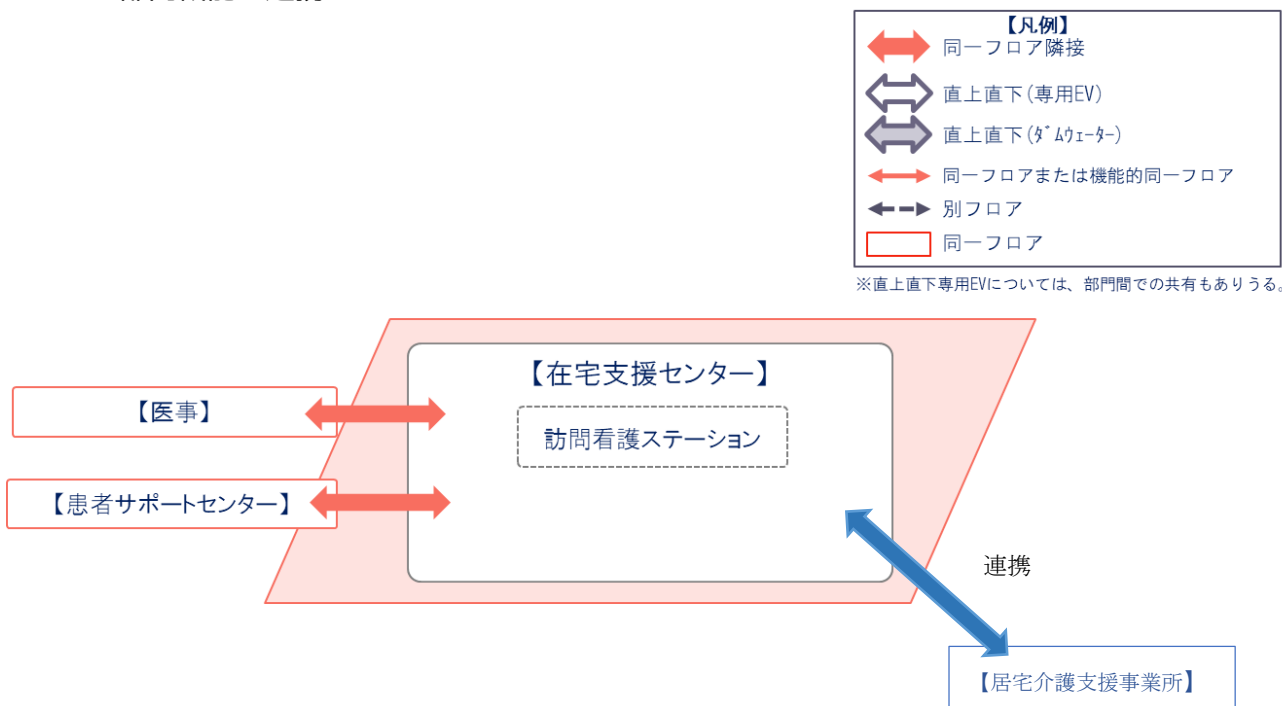 【凡例】
同一フロア隣接
直上直下(専用EV)
直上直下(ﾀﾞﾑｳｪｰﾀｰ)
同一フロアまたは機能的同一フロア
別フロア
同一フロア
※直上直下専用EVについては、部門間での共有もありうる。
【在宅支援センター】
【医事】
訪問看護ステーション
【患者サポートセンター】
連携
【居宅介護支援事業所】